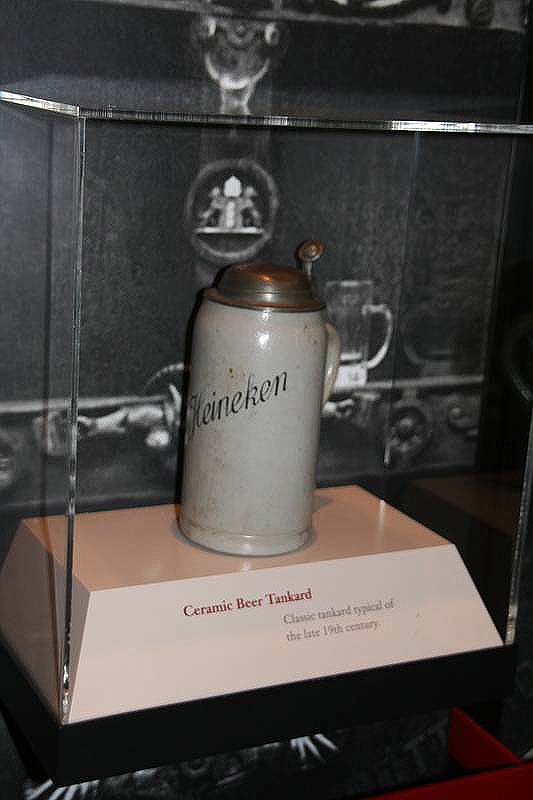 Heineken
Ceramic Beer Tankard
Classic tankard typical of
the late 19th century.